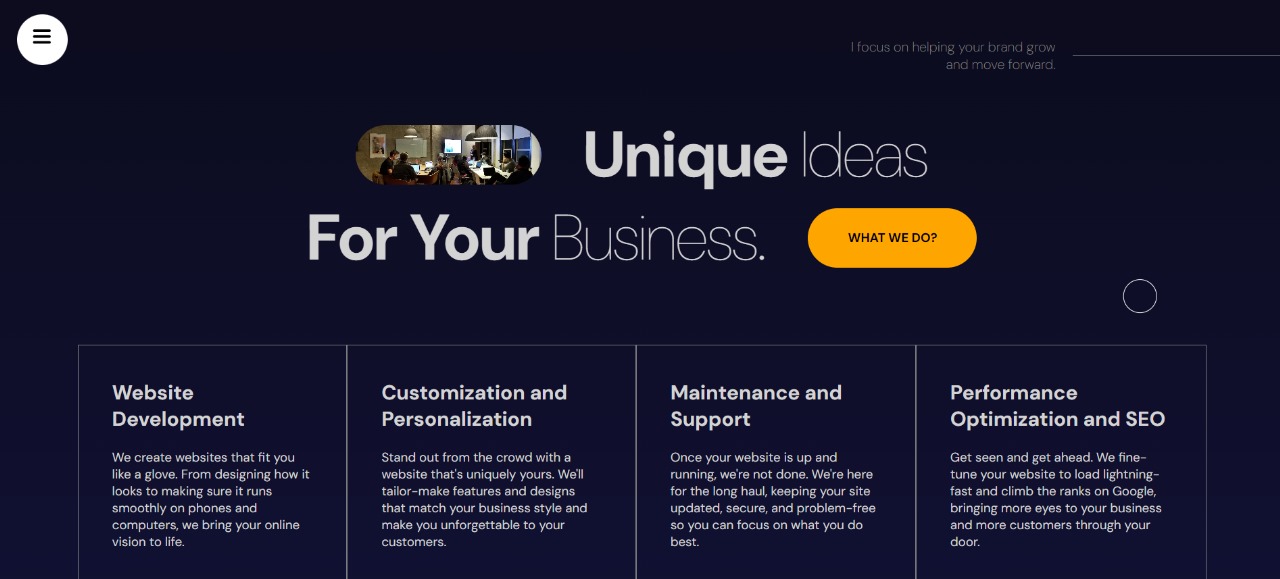 I focus on helping your brand grow
and move forward.
Unique Ideas
For Your Business.
WHAT WE DO?
Website
Development
We create websites that fit you
like a glove. From designing how it
looks to making sure it runs
smoothly on phones and
computers, we bring your online
vision to life.
Customization and
Personalization
Stand out from the crowd with a
website that's uniquely yours. We'll
tailor-make features and designs
that match your business style and
make you unforgettable to your
customers.
Maintenance and
Support
Once your website is up and
running, we're not done. We're here
for the long haul, keeping your site
updated, secure, and problem-free
so you can focus on what you do
best.
Performance
Optimization and SEO
Get seen and get ahead. We fine-
tune your website to load lightning-
fast and climb the ranks on Google,
bringing more eyes to your business
and more customers through your
door.